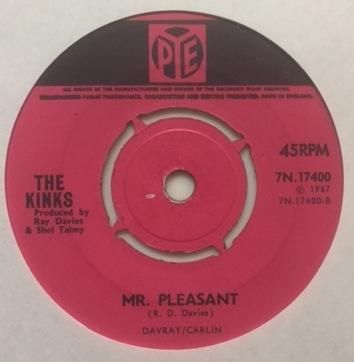 PYE
ALL RIGHTS OF THE MANUFACTURERS AND OWNER OF THE RECORDED WORK RESERVED.
UNAUTHORISED PUBLIC PERFORMANCE, BROADCASTING AND COPYING PROHIBITED. MADE IN ENGLAND.
45RPM
7N.17400
℗ 1967
7N.17400-B
THE
KINKS
Produced by
Ray Davies
& Shel Talmy
MR. PLEASANT
(R. D. Davies)
DAVRAY/CARLIN